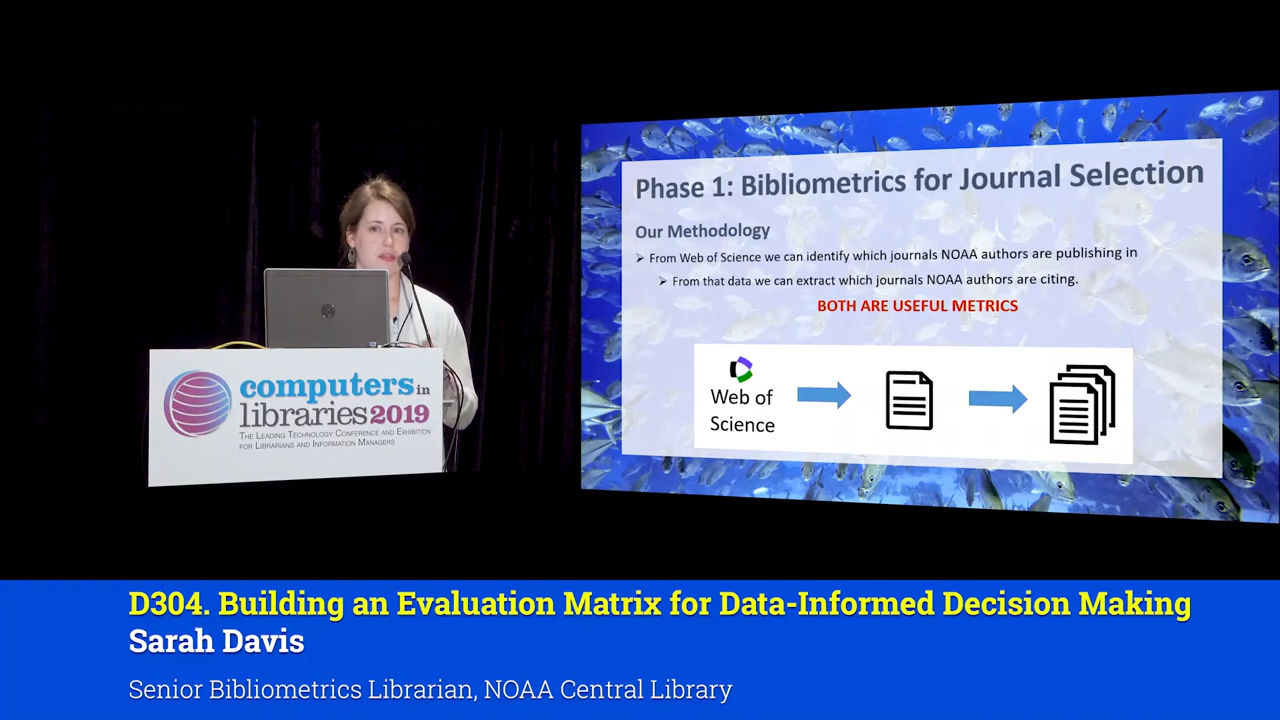 Phase 1: Bibliometrics for Journal Selection
Our Methodology
➢ From Web of Science we can identify which journals NOAA authors are publishing in
➢ From that data we can extract which journals NOAA authors are citing.
BOTH ARE USEFUL METRICS
Web of
Science
computers in
libraries 2019
THE LEADING TECHNOLOGY CONFERENCE AND EXHIBITION
FOR LIBRARIANS AND INFORMATION MANAGERS
D304. Building an Evaluation Matrix for Data-Informed Decision Making
Sarah Davis
Senior Bibliometrics Librarian, NOAA Central Library